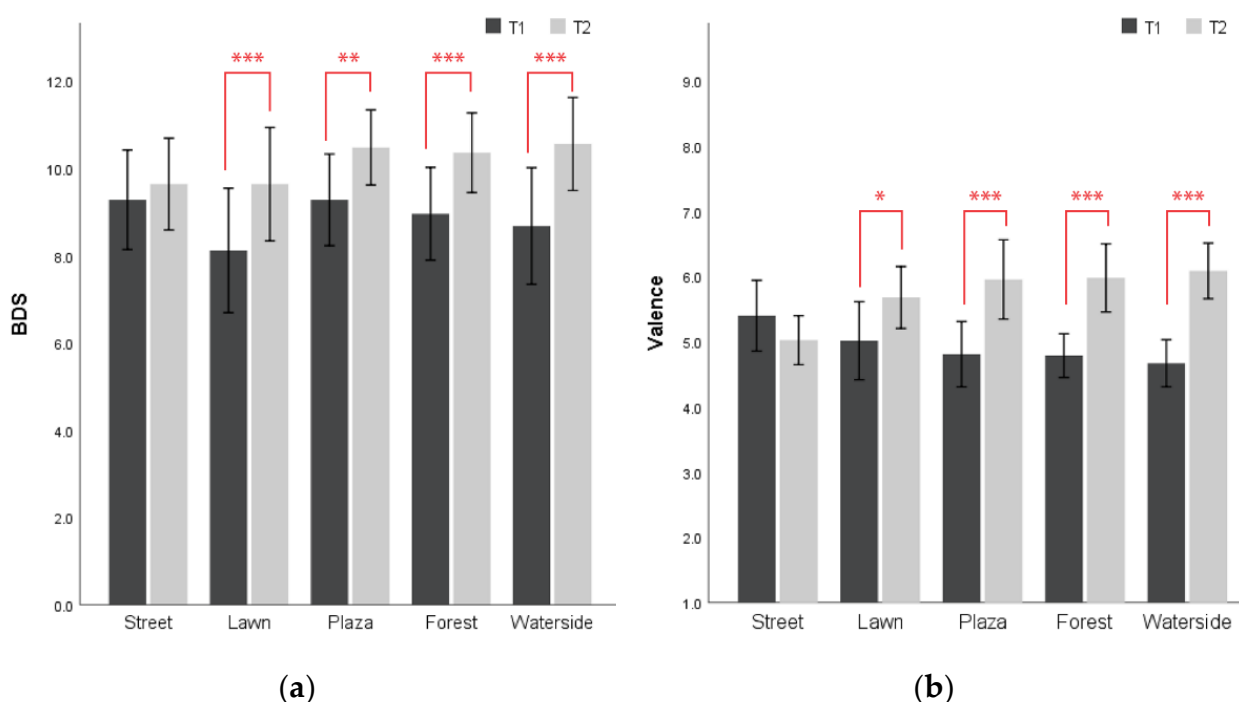 T1 T2
*** ** *** ***
12.0
10.0
8.0
6.0
4.0
2.0
0.0
BDS
Street Lawn Plaza Forest Waterside
(a)
T1 T2
* *** *** ***
9.0
8.0
7.0
6.0
5.0
4.0
3.0
2.0
1.0
Valence
Street Lawn Plaza Forest Waterside
(b)